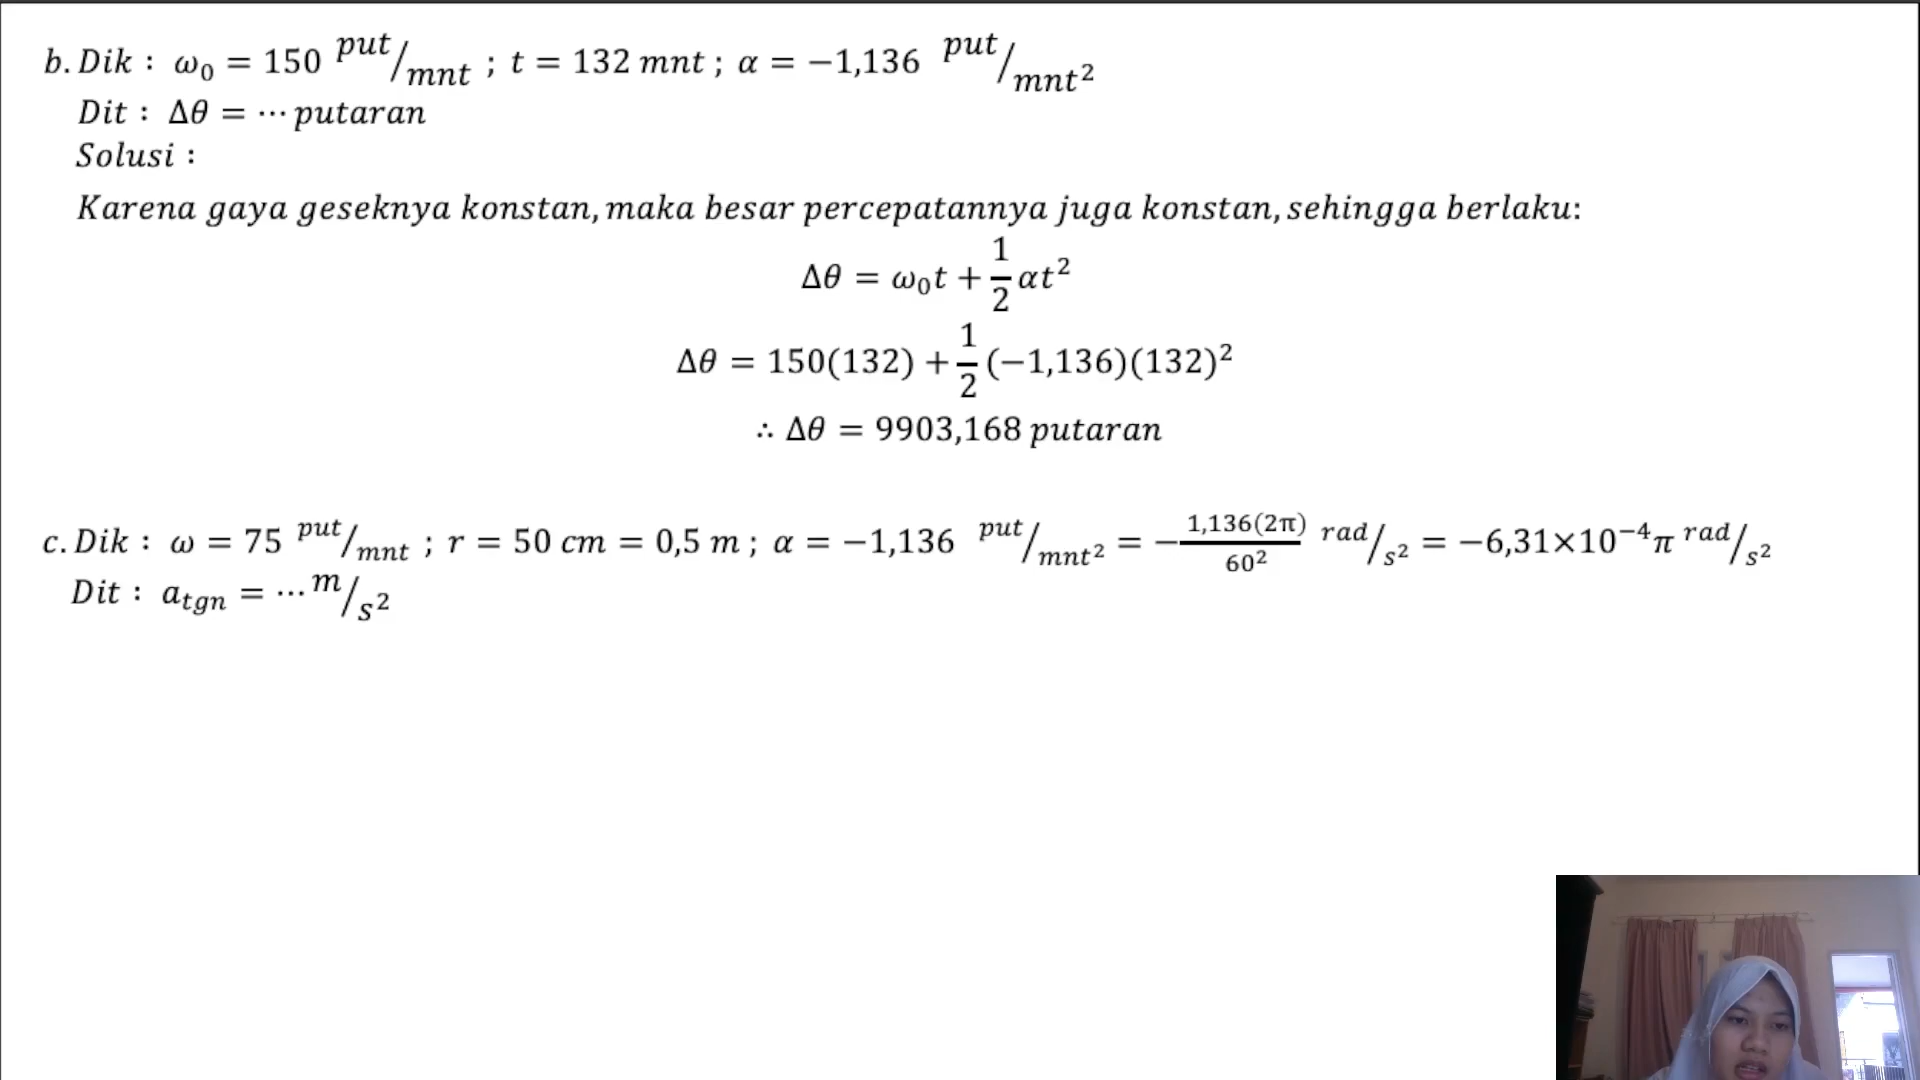 b. Dik : ω₀ = 150 put/mnt ; t = 132 mnt ; α = −1,136 put/mnt²
Dit : Δθ = ⋯ putaran
Solusi :
Karena gaya geseknya konstan, maka besar percepatannya juga konstan, sehingga berlaku:
Δθ = ω₀t + 1/2 αt²
Δθ = 150(132) + 1/2 (−1,136)(132)²
∴ Δθ = 9903,168 putaran
c. Dik : ω = 75 put/mnt ; r = 50 cm = 0,5 m ; α = −1,136 put/mnt² = − 1,136(2π)/60² rad/s² = −6,31×10⁻⁴π rad/s²
Dit : a_tgn = ⋯ m/s²